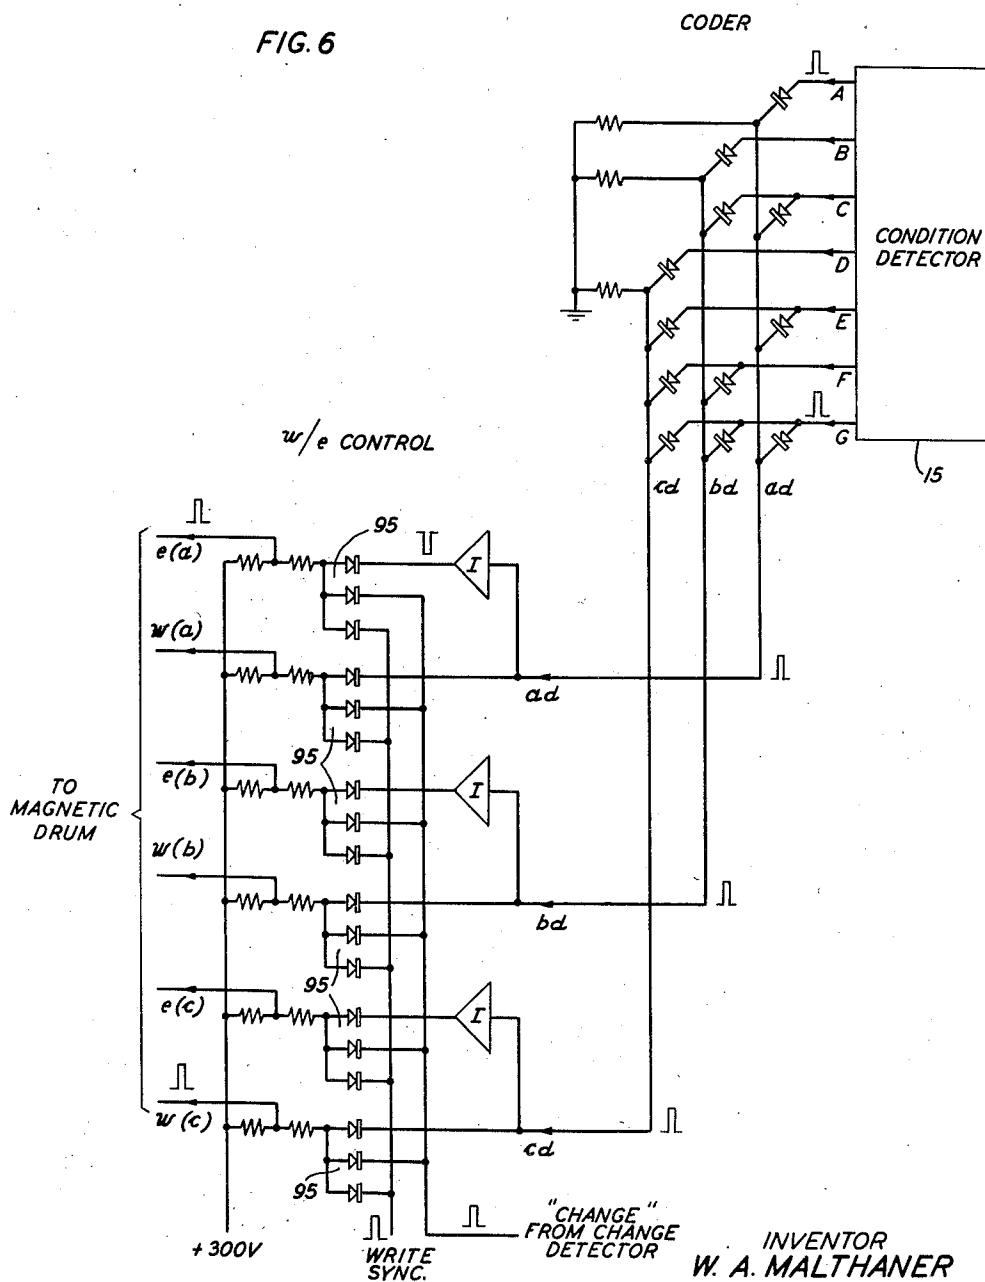 FIG. 6
CODER
A
B
C
D
E
F
G
CONDITION
DETECTOR
15
cd
bd
ad
w/e CONTROL
95
e(a)
I
w(a)
ad
95
e(b)
I
TO
MAGNETIC
DRUM
w(b)
bd
95
e(c)
I
w(c)
cd
95
+300V
WRITE
SYNC.
"CHANGE"
FROM CHANGE
DETECTOR
INVENTOR
W. A. MALTHANER